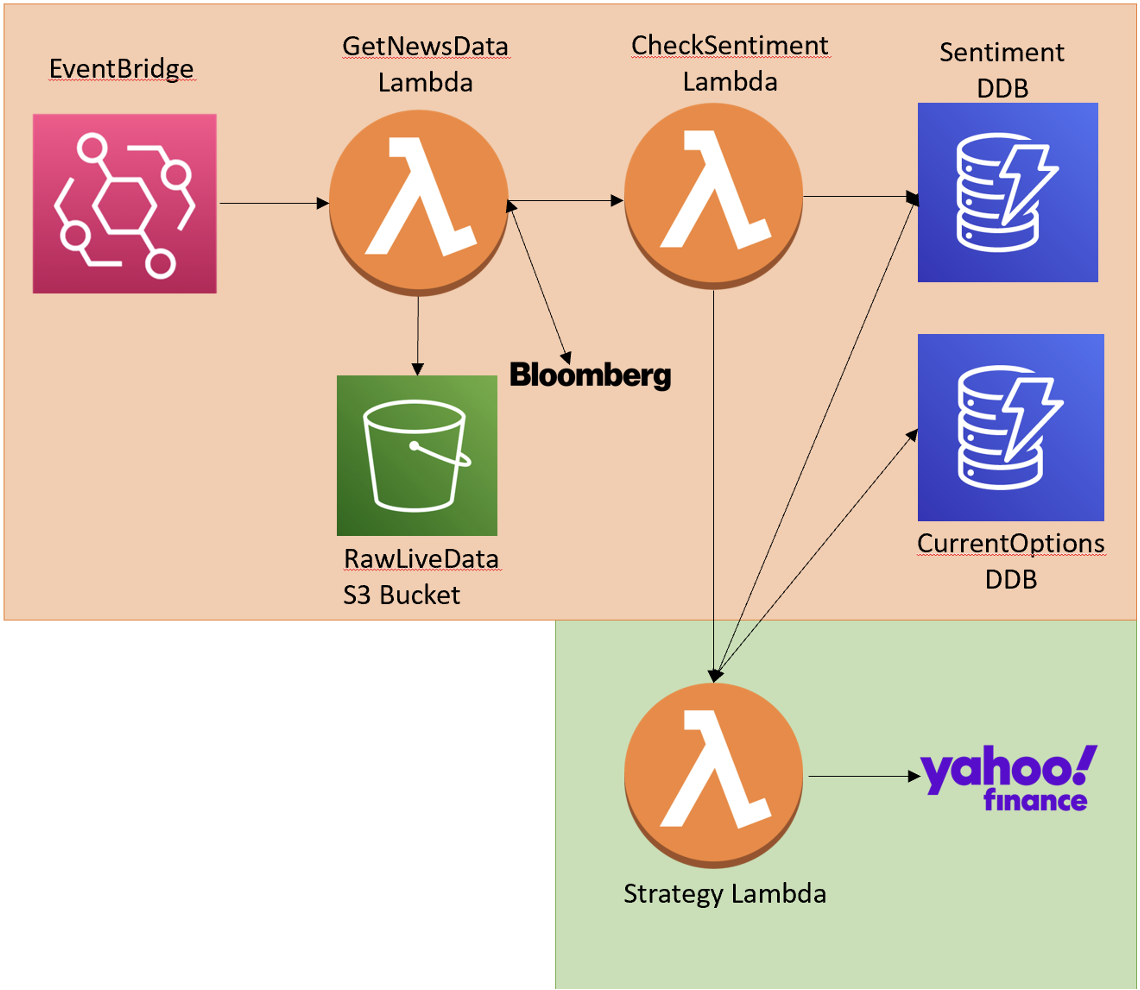 EventBridge
GetNewsData
Lambda
CheckSentiment
Lambda
Sentiment
DDB
Bloomberg
RawLiveData
S3 Bucket
CurrentOptions
DDB
yahoo!
finance
Strategy Lambda